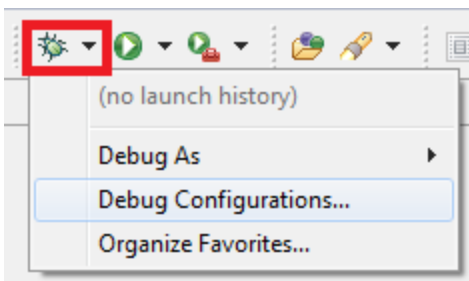 (no launch history)
Debug As
Debug Configurations...
Organize Favorites...